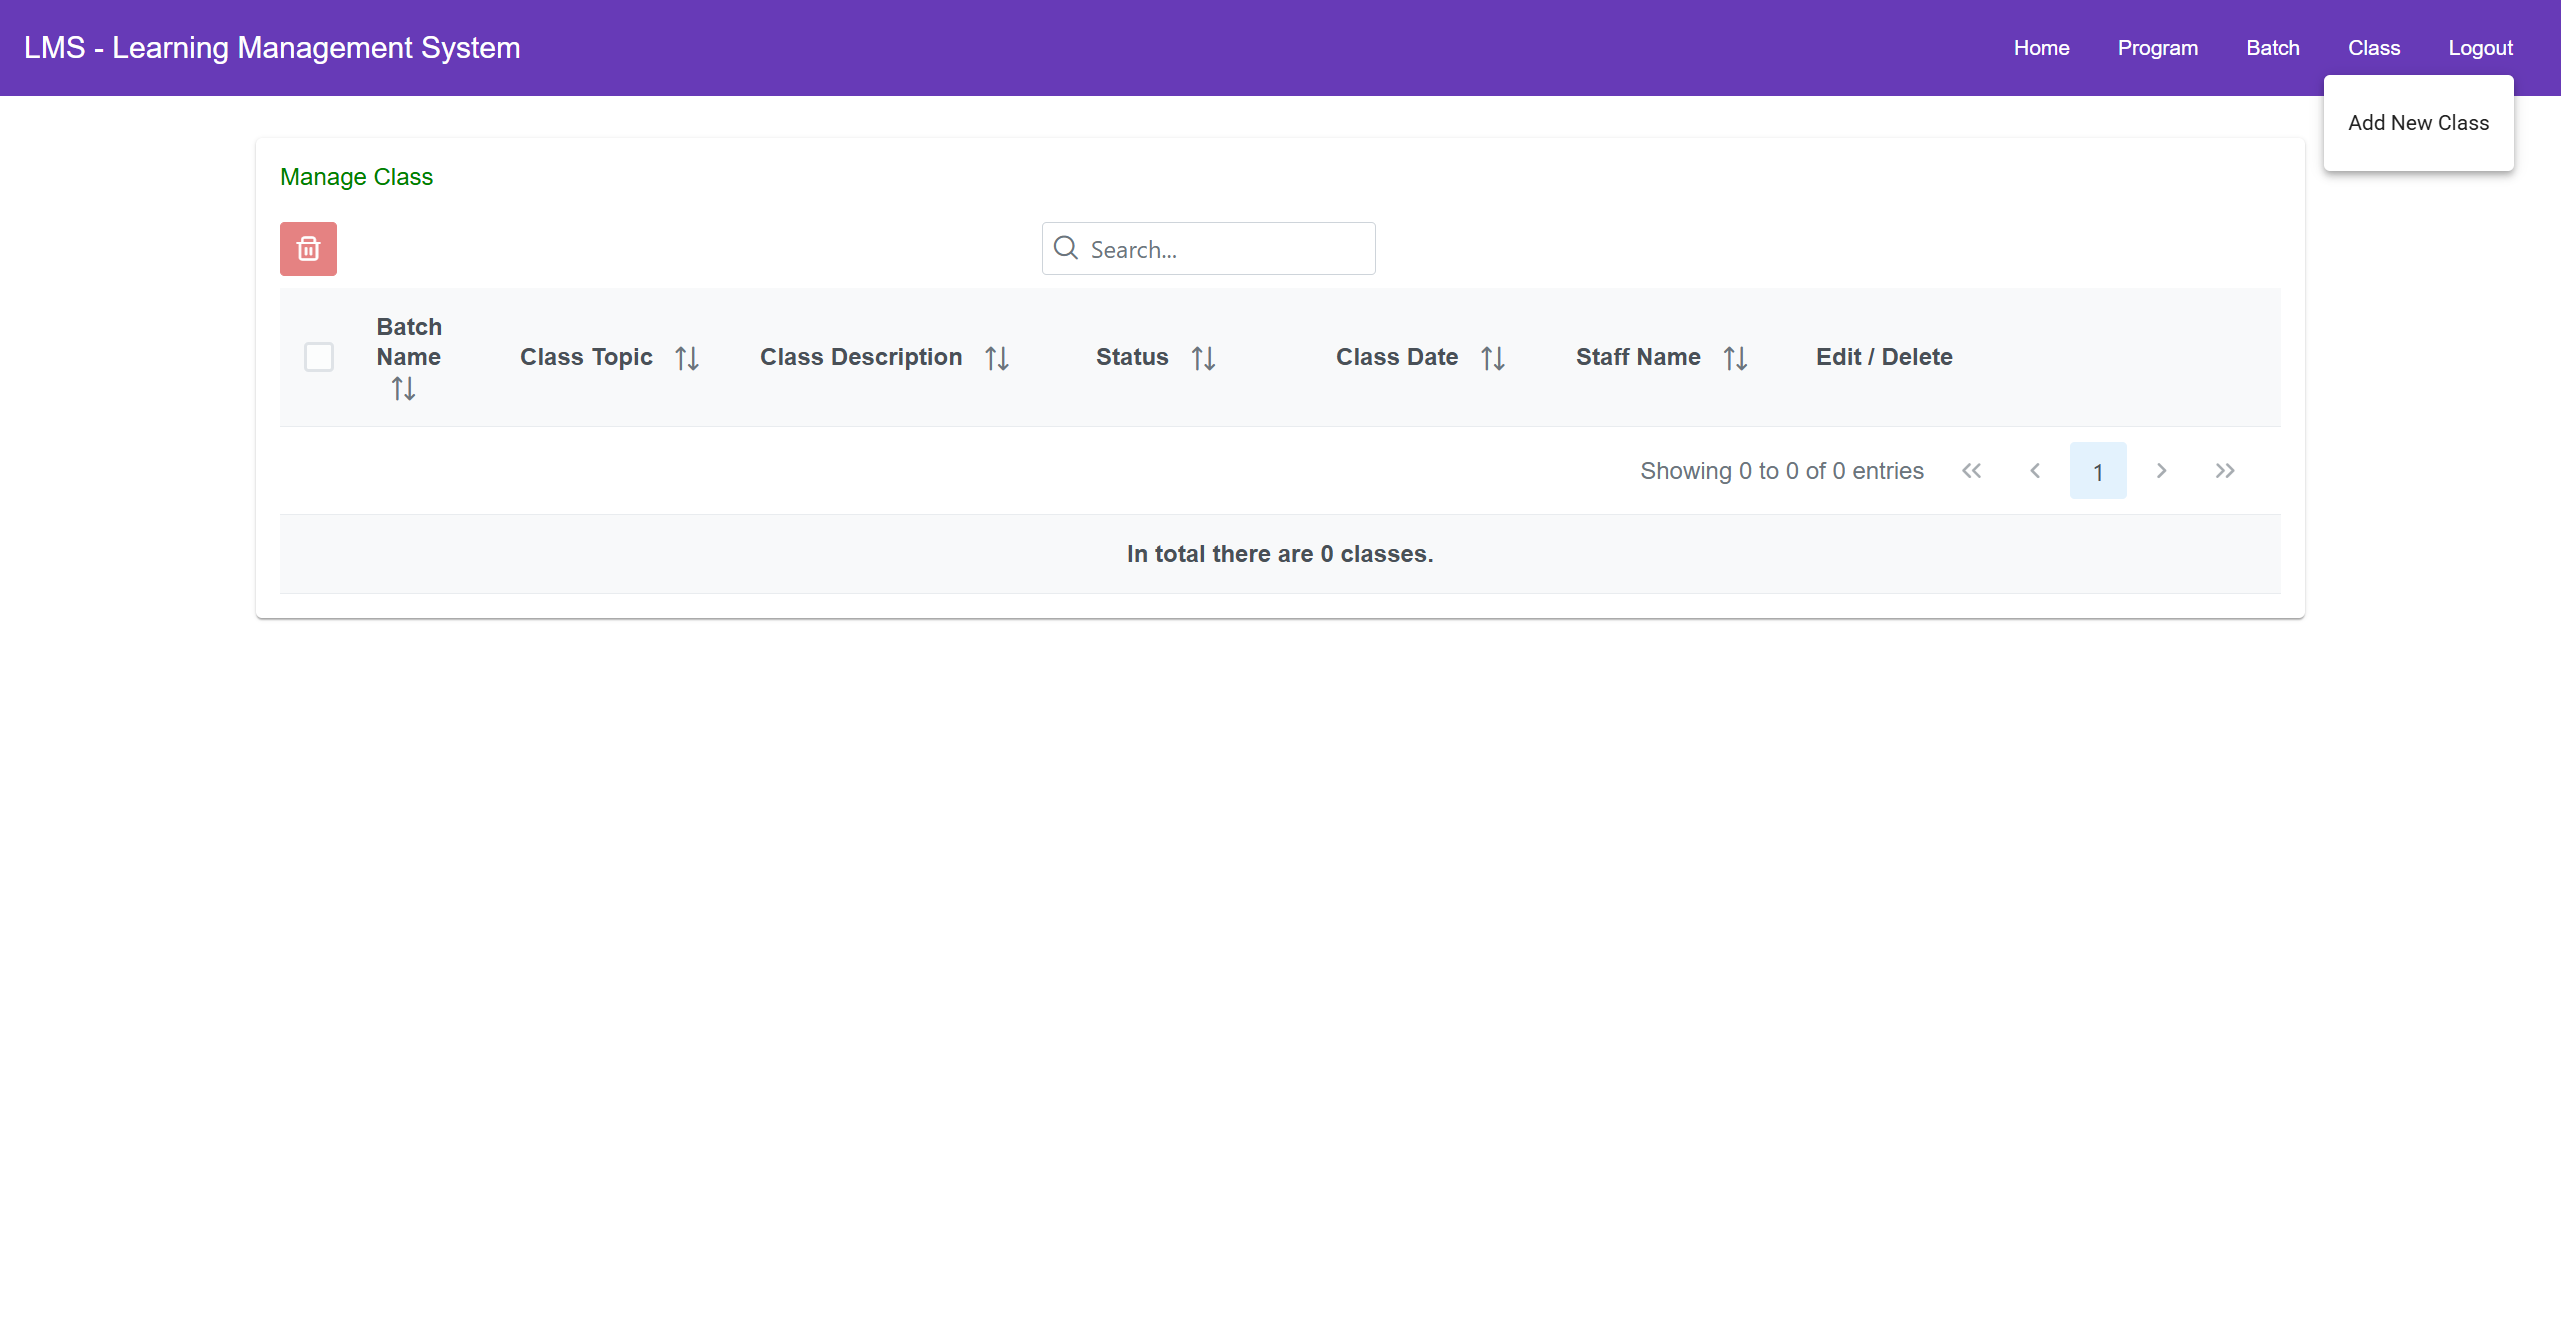 LMS - Learning Management System
Home Program Batch Class Logout
Add New Class
Manage Class
Search...
Batch Name Class Topic Class Description Status Class Date Staff Name Edit / Delete
Showing 0 to 0 of 0 entries 1
In total there are 0 classes.